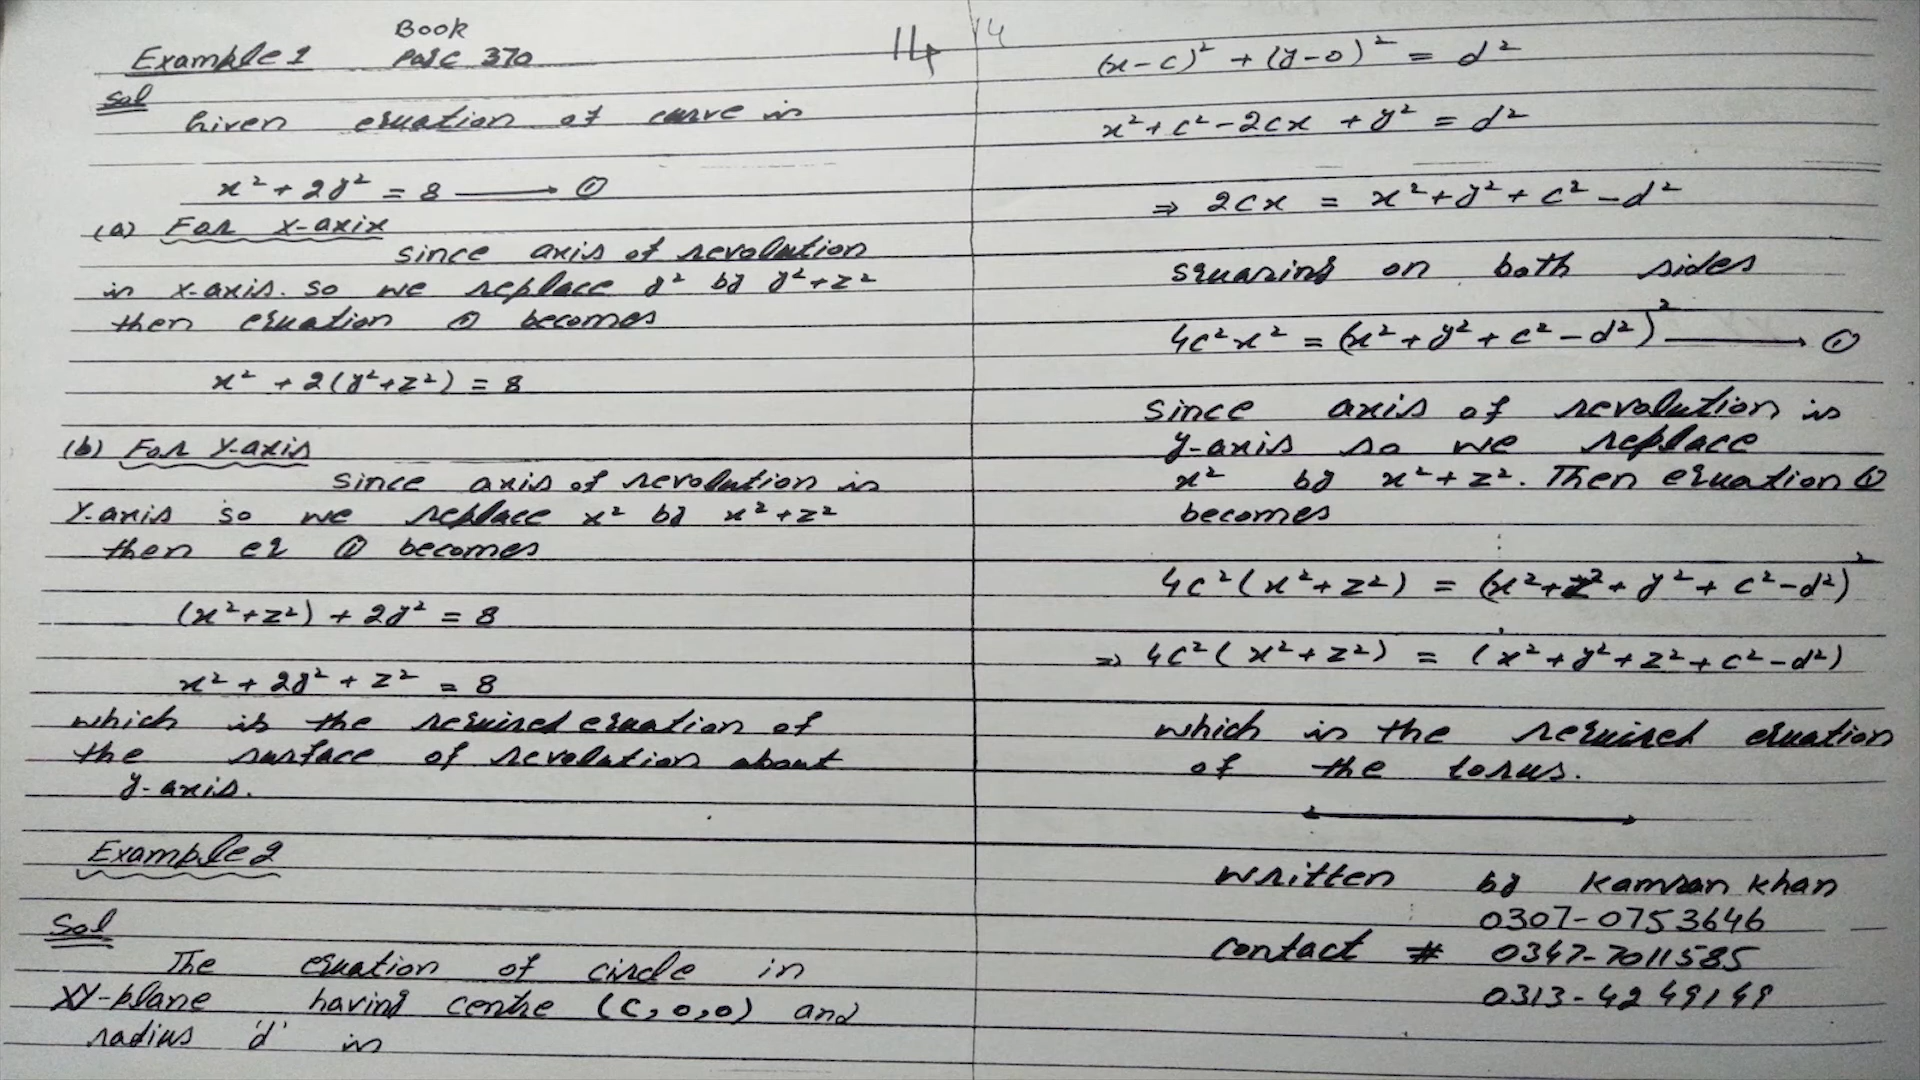 Book
Example 1 Page 370
14 14
Sol
Given equation of curve is
x² + 2y² = 8 → ①
(a) For X-axix
since axis of revolution
is X-axis. so we replace y² by y²+z²
then equation ① becomes
x² + 2(y²+z²) = 8
(b) For Y-axis
since axis of revolution is
Y-axis so we replace x² by x²+z²
then eq ① becomes
(x²+z²) + 2y² = 8
x² + 2y² + z² = 8
which is the required equation of
the surface of revolution about
y-axis.
Example 2
Sol
The equation of circle in
XY-plane having centre (c,0,0) and
radius 'd' is
(x-c)² + (y-0)² = d²
x² + c² - 2cx + y² = d²
⇒ 2cx = x² + y² + c² - d²
squaring on both sides
4c²x² = (x² + y² + c² - d²)² → ①
since axis of revolution is
y-axis so we replace
x² by x² + z². Then equation ①
becomes
4c²(x²+z²) = (x²+z²+y²+c²-d²)²
⇒ 4c²(x²+z²) = (x²+y²+z²+c²-d²)
which is the required equation
of the torus.
written by Kamran Khan
0307-0753646
contact # 0347-7011585
0313-4249149